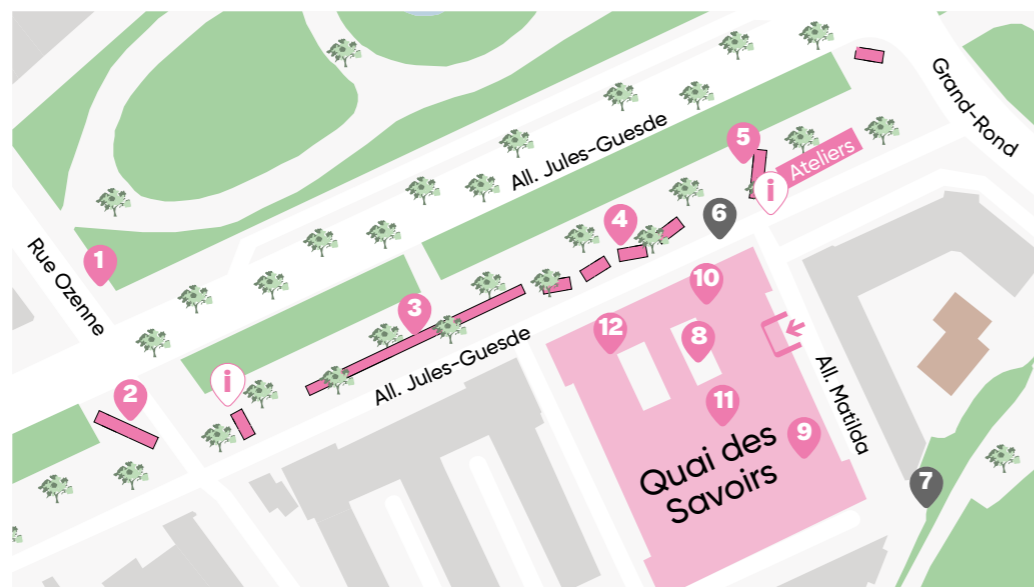 All. Jules-Guesde
Grand-Rond
5
Ateliers
i
4
6
Rue Ozenne
1
3
All. Jules-Guesde
10
12
8
All. Matilda
i
2
11
9
Quai des
Savoirs
7